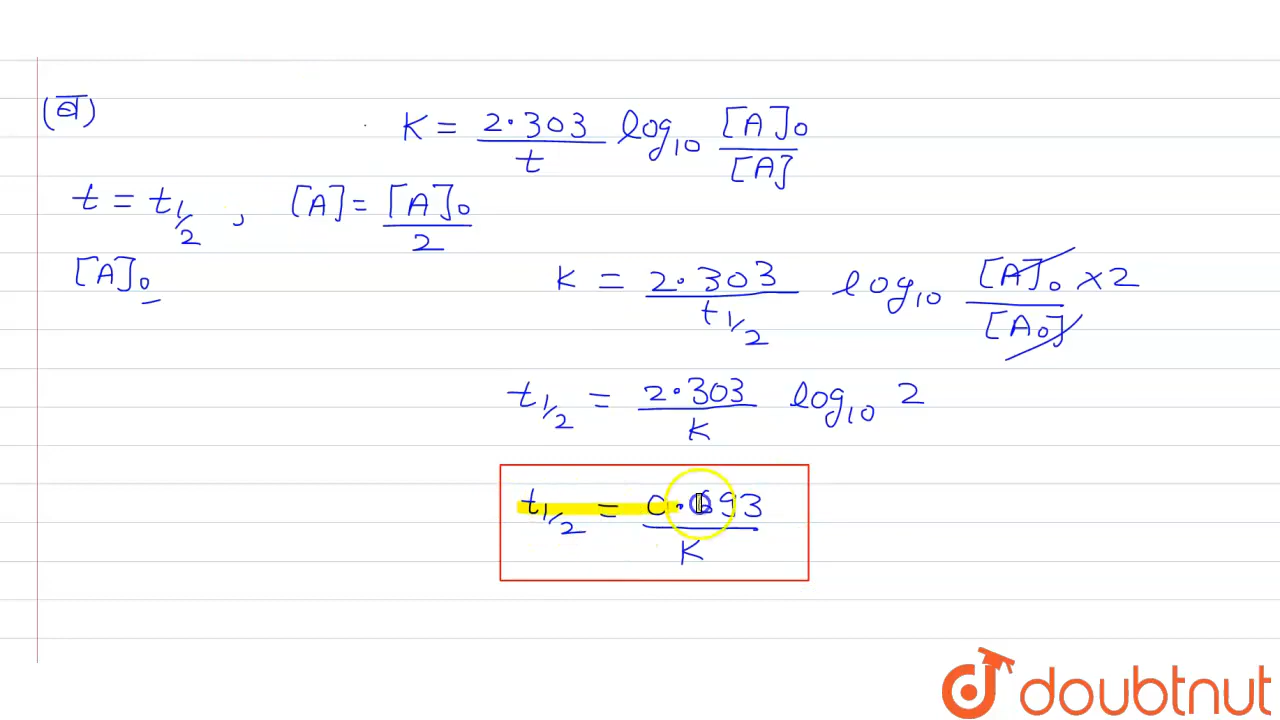 (ब)
K = 2.303/t log₁₀ [A]₀/[A]
t = t1/2 , [A] = [A]₀/2
[A]₀
K = 2.303/t1/2 log₁₀ [A]₀ × 2/[A₀]
t1/2 = 2.303/K log₁₀ 2
t1/2 = 0.693/K
doubtnut